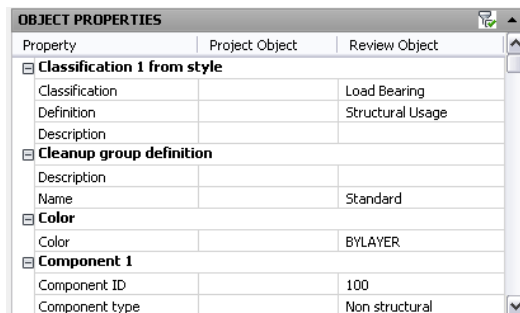 OBJECT PROPERTIES
Property Project Object Review Object
Classification 1 from style
Classification Load Bearing
Definition Structural Usage
Description
Cleanup group definition
Description
Name Standard
Color
Color BYLAYER
Component 1
Component ID 100
Component type Non structural